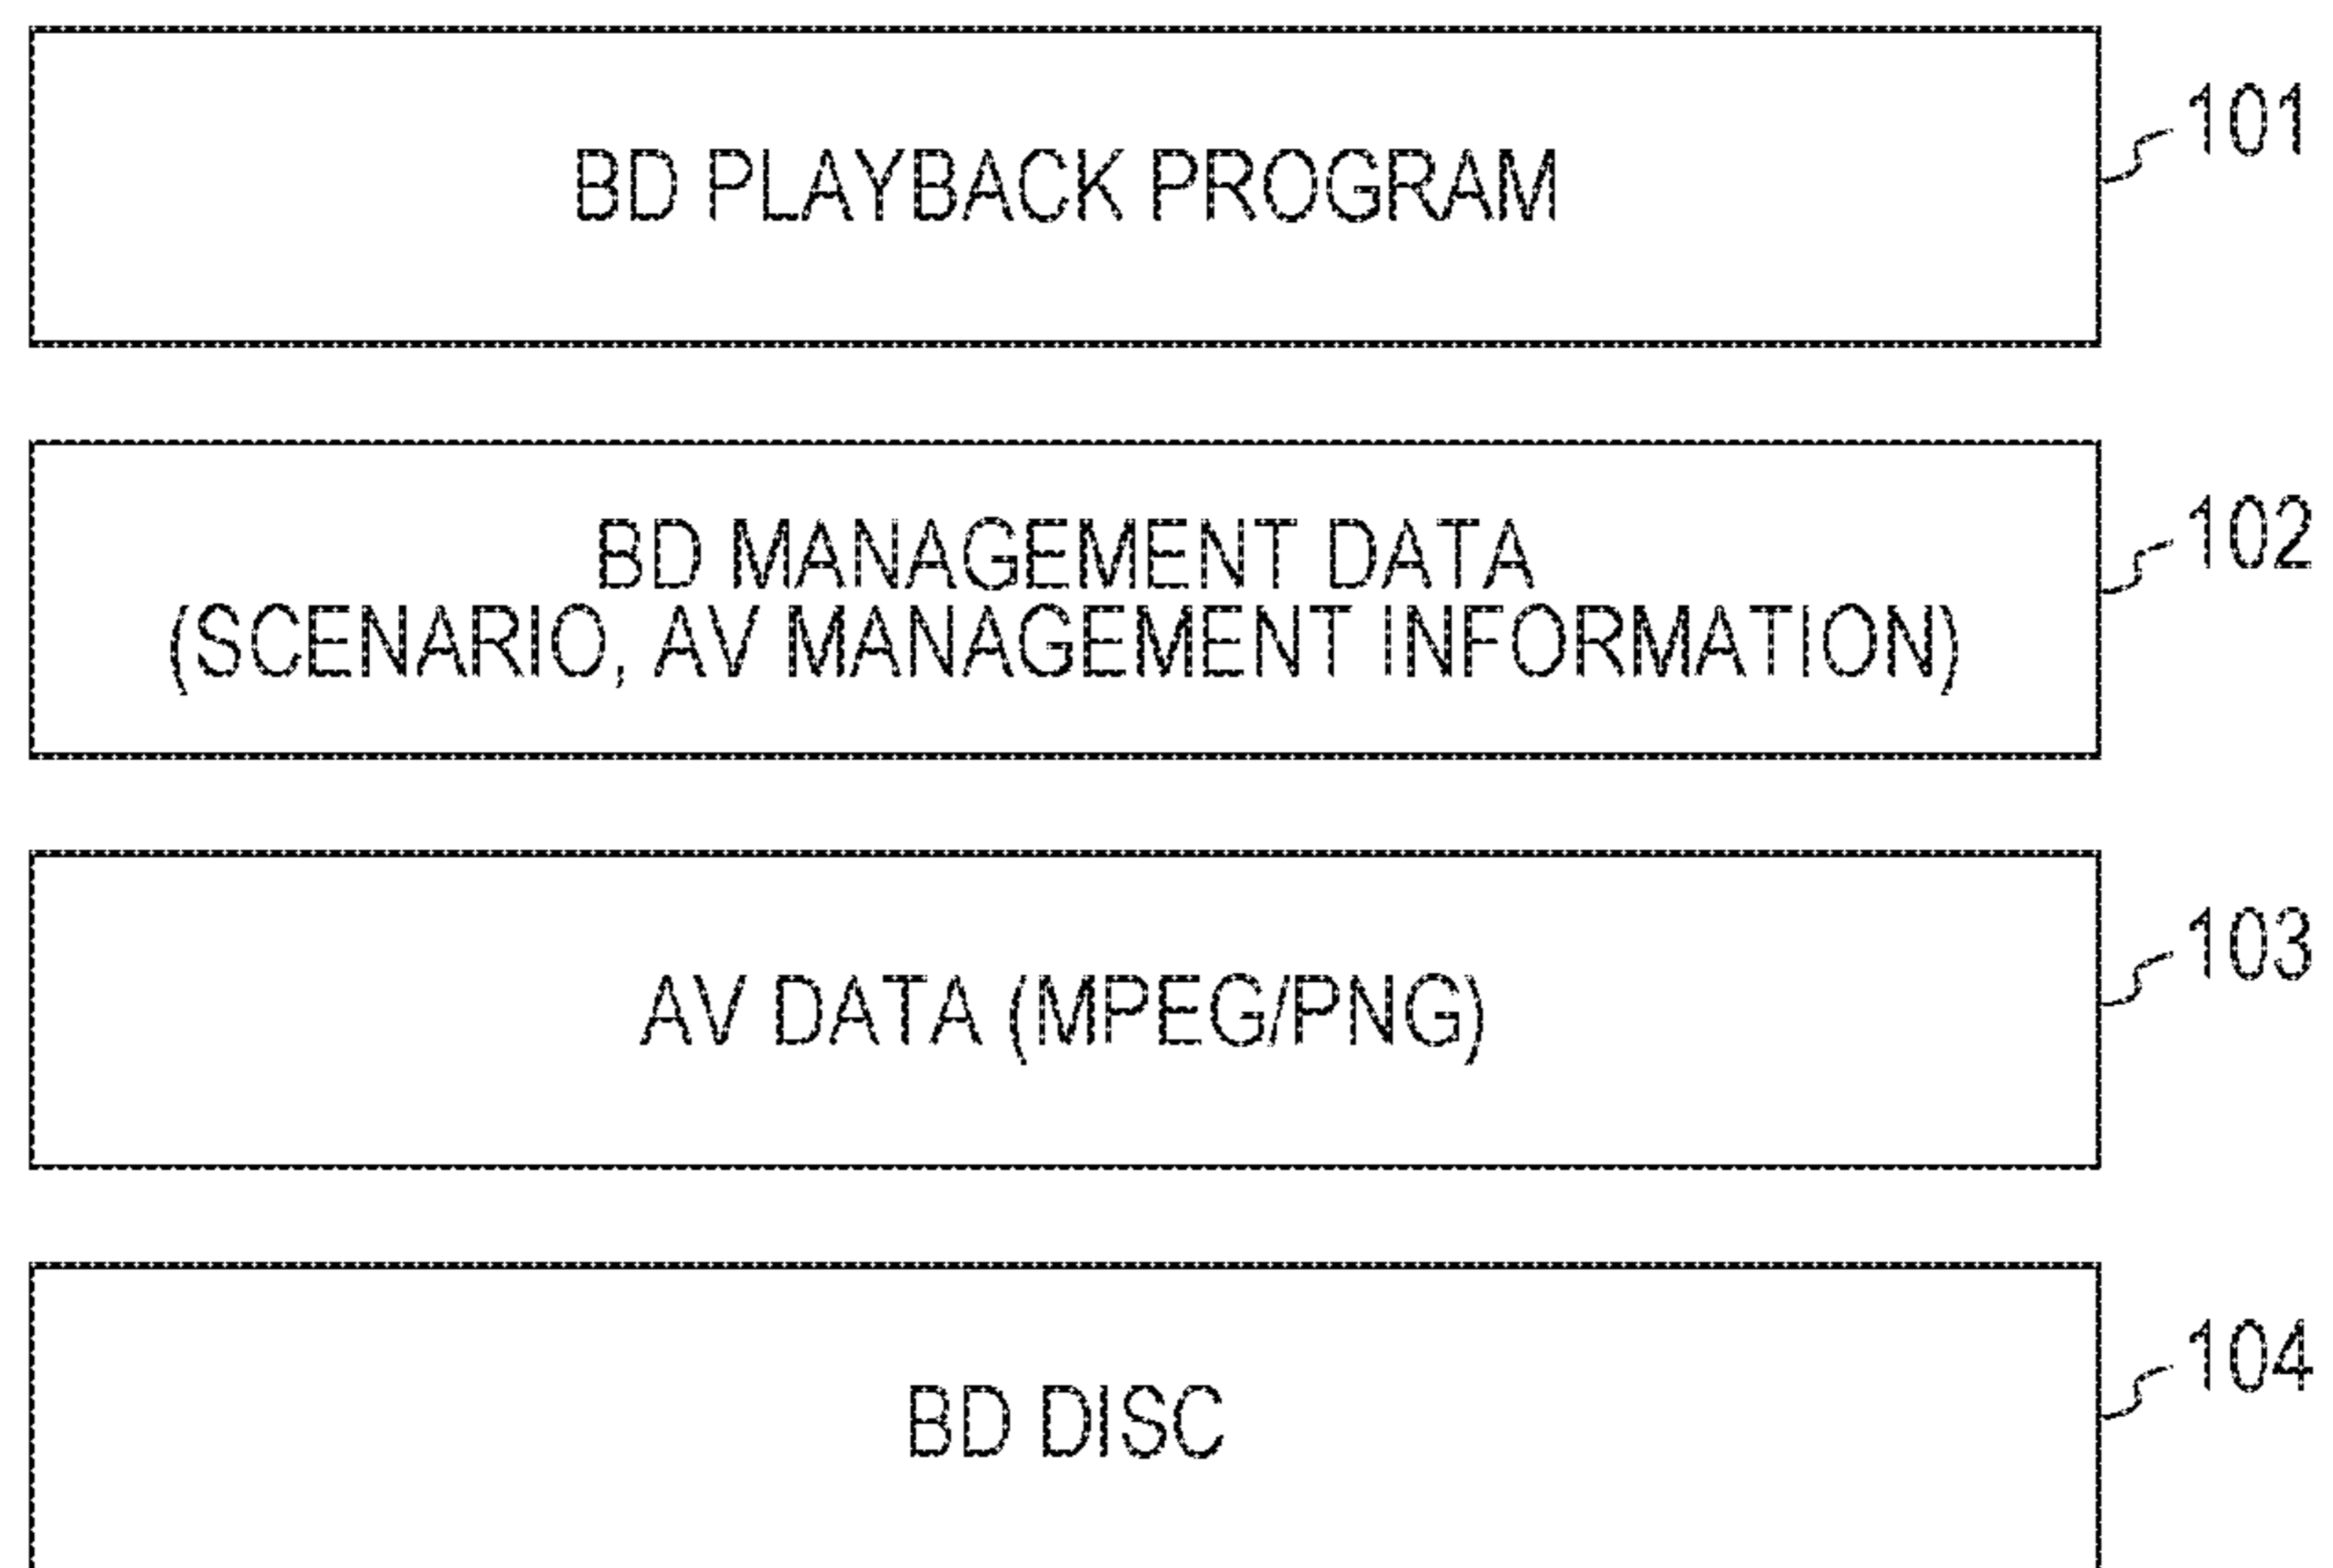 BD PLAYBACK PROGRAM
101
BD MANAGEMENT DATA
(SCENARIO, AV MANAGEMENT INFORMATION)
102
AV DATA (MPEG/PNG)
103
BD DISC
104